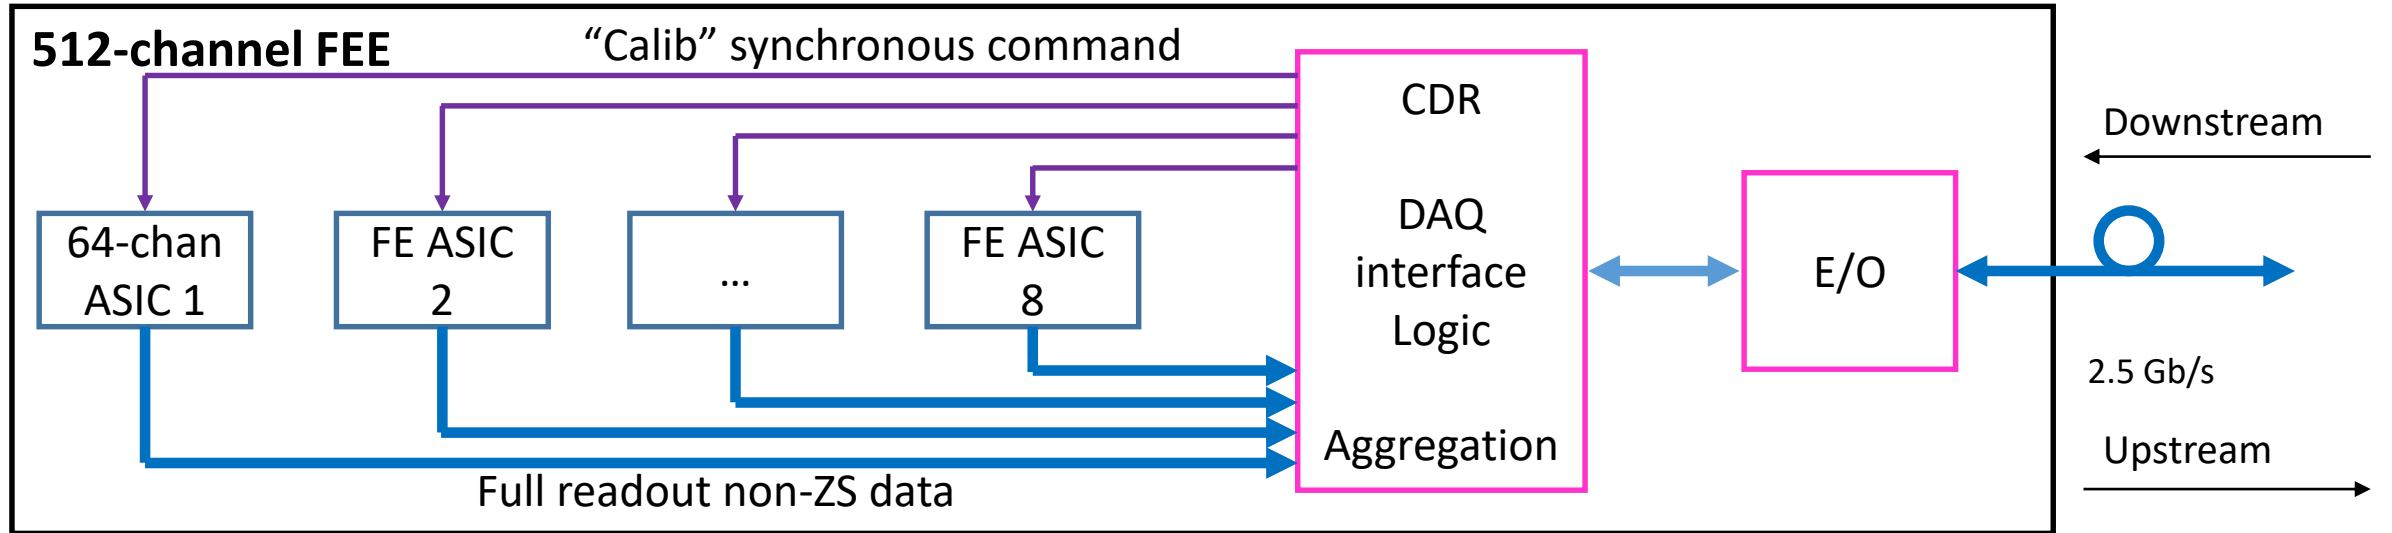 512-channel FEE
“Calib” synchronous command
64-chan
ASIC 1
FE ASIC
2
...
FE ASIC
8
CDR
DAQ
interface
Logic
Aggregation
E/O
Downstream
2.5 Gb/s
Upstream
Full readout non-ZS data